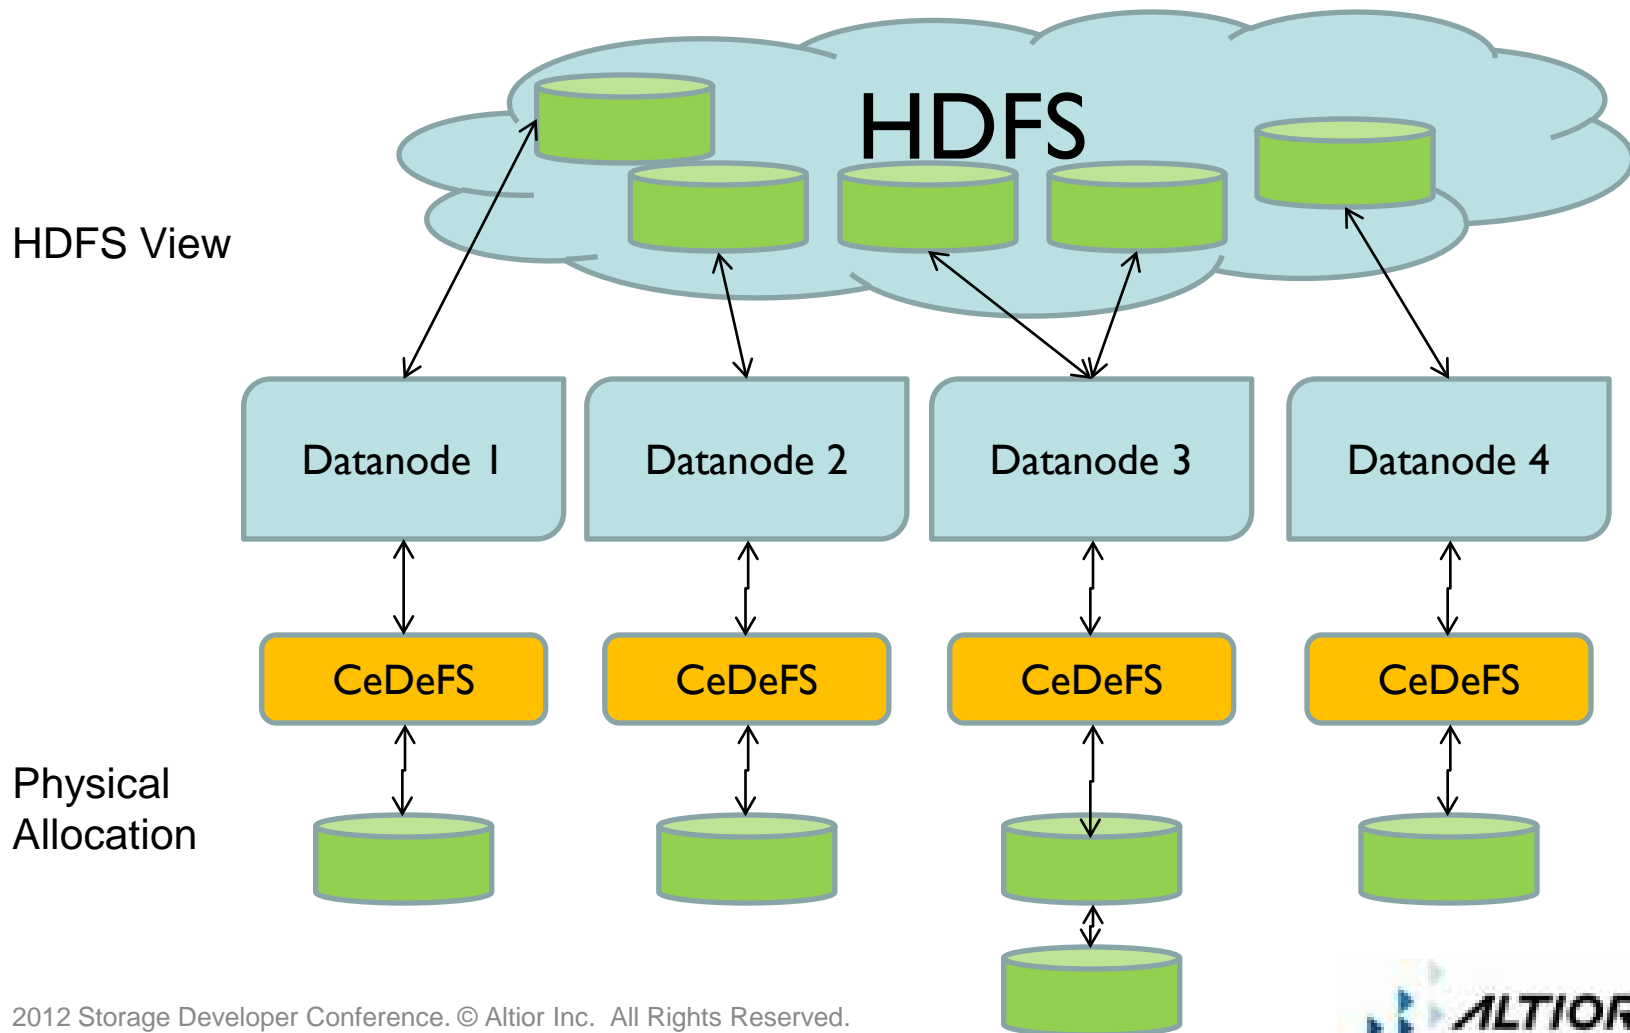 HDFS
HDFS View
Datanode 1
Datanode 2
Datanode 3
Datanode 4
CeDeFS
CeDeFS
CeDeFS
CeDeFS
Physical
Allocation
2012 Storage Developer Conference. © Altior Inc. All Rights Reserved.
ALTIOR